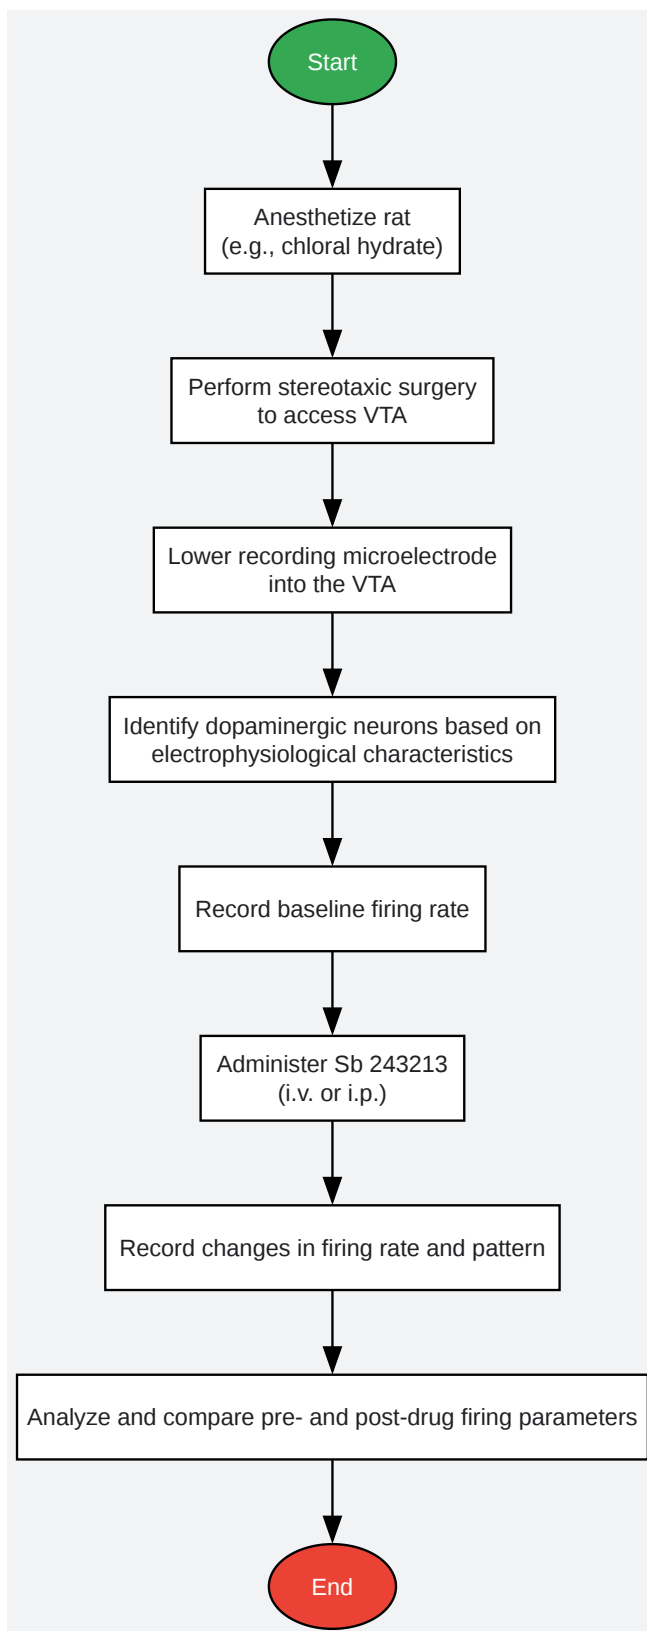 Start
Anesthetize rat
(e.g., chloral hydrate)
Perform stereotaxic surgery
to access VTA
Lower recording microelectrode
into the VTA
Identify dopaminergic neurons based on
electrophysiological characteristics
Record baseline firing rate
Administer Sb 243213
(i.v. or i.p.)
Record changes in firing rate and pattern
Analyze and compare pre- and post-drug firing parameters
End